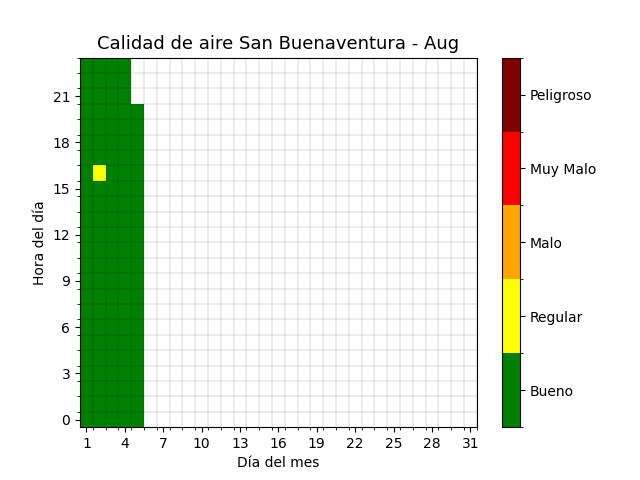 Calidad de aire San Buenaventura - Aug
Hora del día
21
18
15
12
9
6
3
0
1 4 7 10 13 16 19 22 25 28 31
Día del mes
Peligroso
Muy Malo
Malo
Regular
Bueno